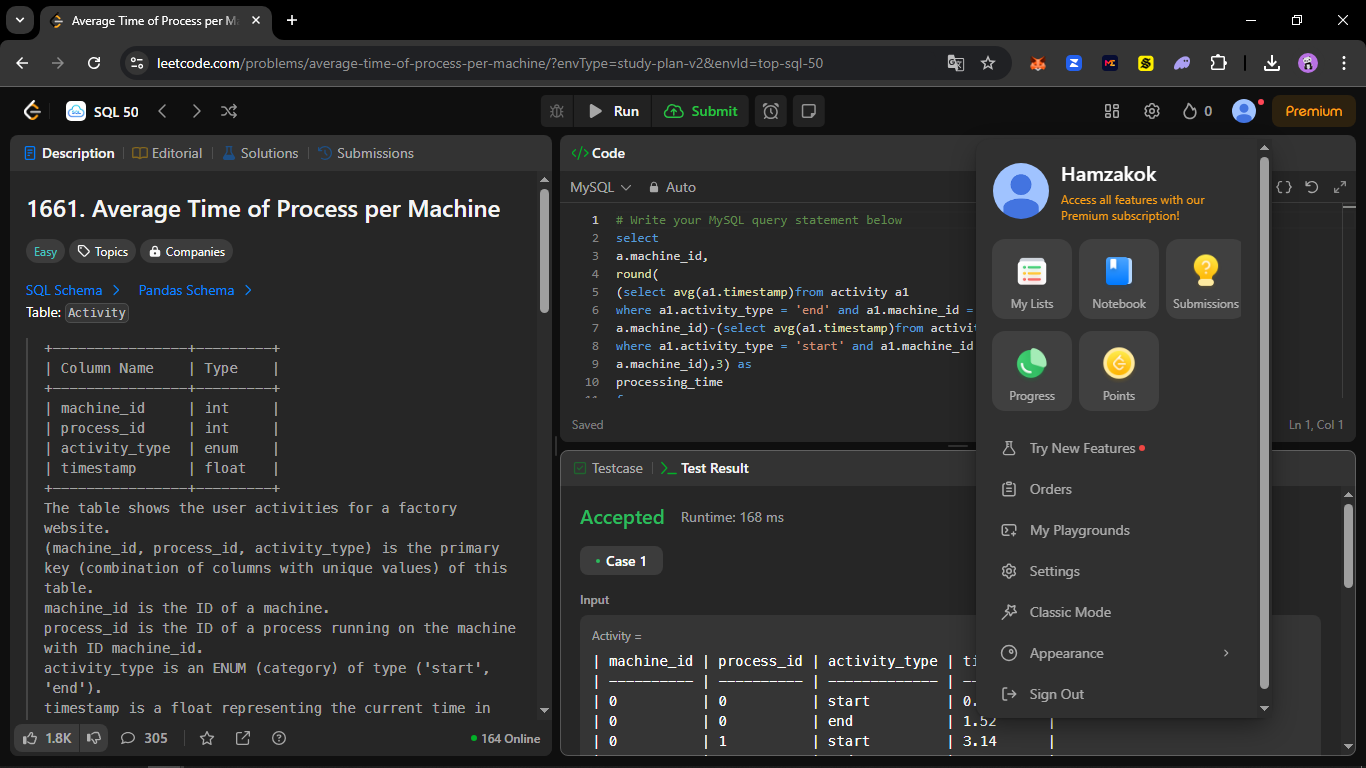 Average Time of Process per M
leetcode.com/problems/average-time-of-process-per-machine/?envType=study-plan-v2&envId=top-sql-50
SQL 50
Run
Submit
0
Premium
Description
Editorial
Solutions
Submissions
1661. Average Time of Process per Machine
Easy
Topics
Companies
SQL Schema
Pandas Schema
Table: Activity
+----------------+---------+
| Column Name    | Type    |
+----------------+---------+
| machine_id     | int     |
| process_id     | int     |
| activity_type  | enum    |
| timestamp      | float   |
+----------------+---------+
The table shows the user activities for a factory
website.
(machine_id, process_id, activity_type) is the primary
key (combination of columns with unique values) of this
table.
machine_id is the ID of a machine.
process_id is the ID of a process running on the machine
with ID machine_id.
activity_type is an ENUM (category) of type ('start',
'end').
timestamp is a float representing the current time in
1.8K
305
164 Online
</> Code
MySQL
Auto
1 # Write your MySQL query statement below
2 select
3 a.machine_id,
4 round(
5 (select avg(a1.timestamp)from activity a1
6 where a1.activity_type = 'end' and a1.machine_id =
7 a.machine_id)-(select avg(a1.timestamp)from activit
8 where a1.activity_type = 'start' and a1.machine_id
9 a.machine_id),3) as
10 processing_time
Saved
Ln 1, Col 1
Testcase
Test Result
Accepted
Runtime: 168 ms
Case 1
Input
Activity =
| machine_id | process_id | activity_type | ti
| ---------- | ---------- | ------------- | --
| 0          | 0          | start         | 0.
| 0          | 0          | end           | 1.52      |
| 0          | 1          | start         | 3.14      |
Hamzakok
Access all features with our
Premium subscription!
My Lists
Notebook
Submissions
Progress
Points
Try New Features
Orders
My Playgrounds
Settings
Classic Mode
Appearance
Sign Out